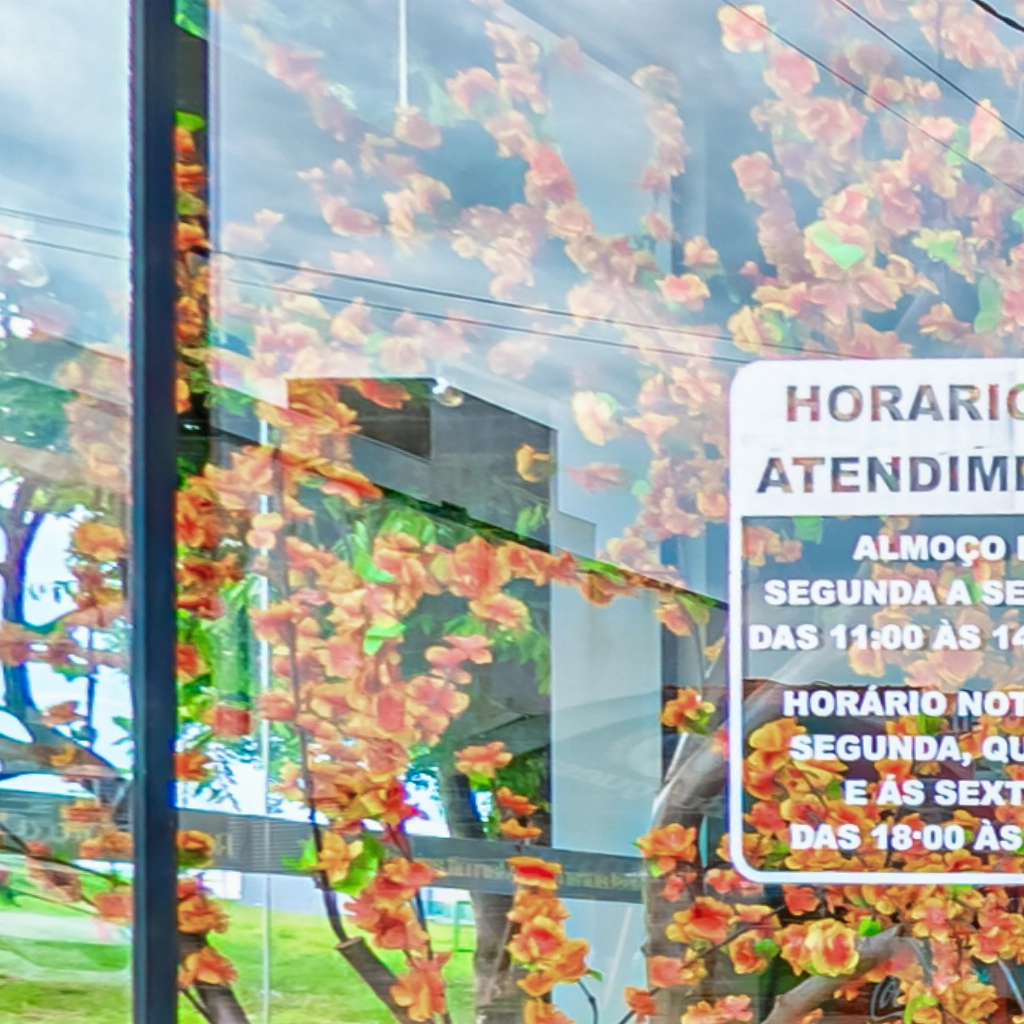 HORARIO
ATENDIME
ALMOÇO
SEGUNDA A SE
DAS 11:00 ÀS 14
HORÁRIO NOT
SEGUNDA, QU
E ÁS SEXT
DAS 18:00 ÀS